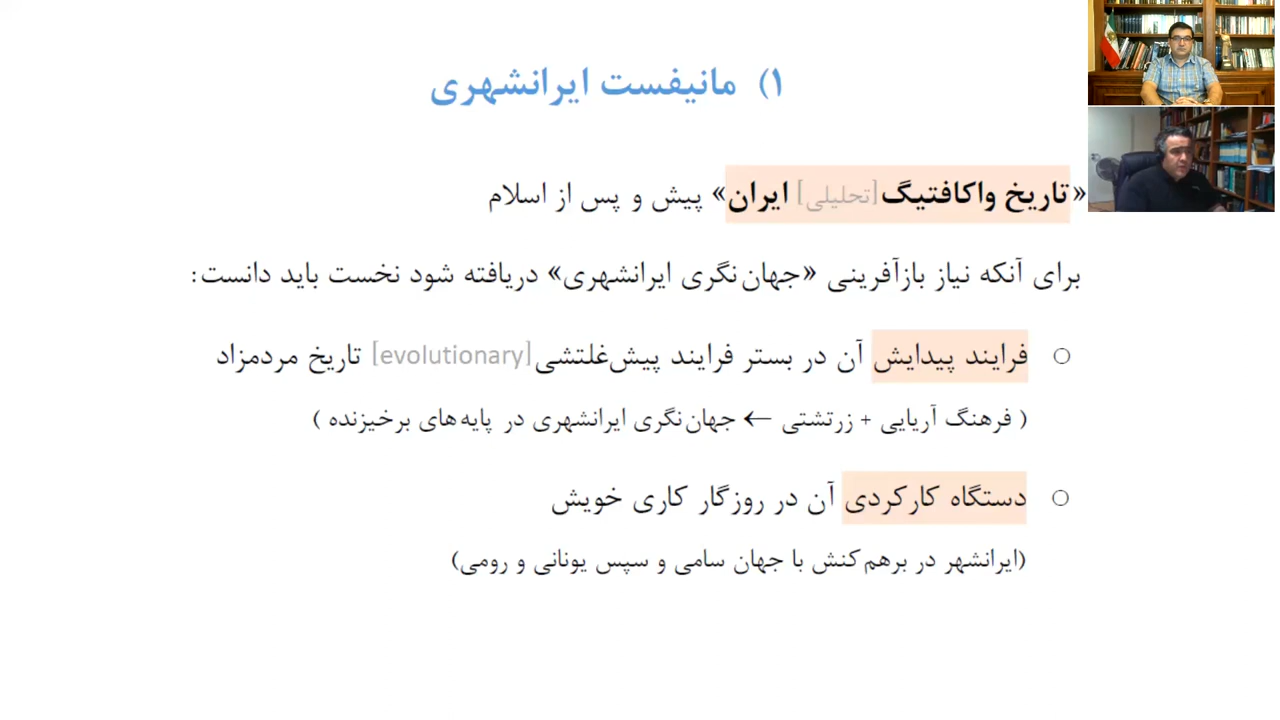 ۱) مانیفست ایرانشهری
«تاریخ واکافتیگ[تحلیلی] ایران» پیش و پس از اسلام
برای آنکه نیاز بازآفرینی «جهان‌نگری ایرانشهری» دریافته شود نخست باید دانست:
○ فرایند پیدایش آن در بستر فرایند پیش‌غلتشی[evolutionary] تاریخ مردمزاد
( فرهنگ آریایی + زرتشتی ← جهان‌نگری ایرانشهری در پایه‌های برخیزنده )
○ دستگاه کارکردی آن در روزگار کاری خویش
(ایرانشهر در برهم‌کنش با جهان سامی و سپس یونانی و رومی)